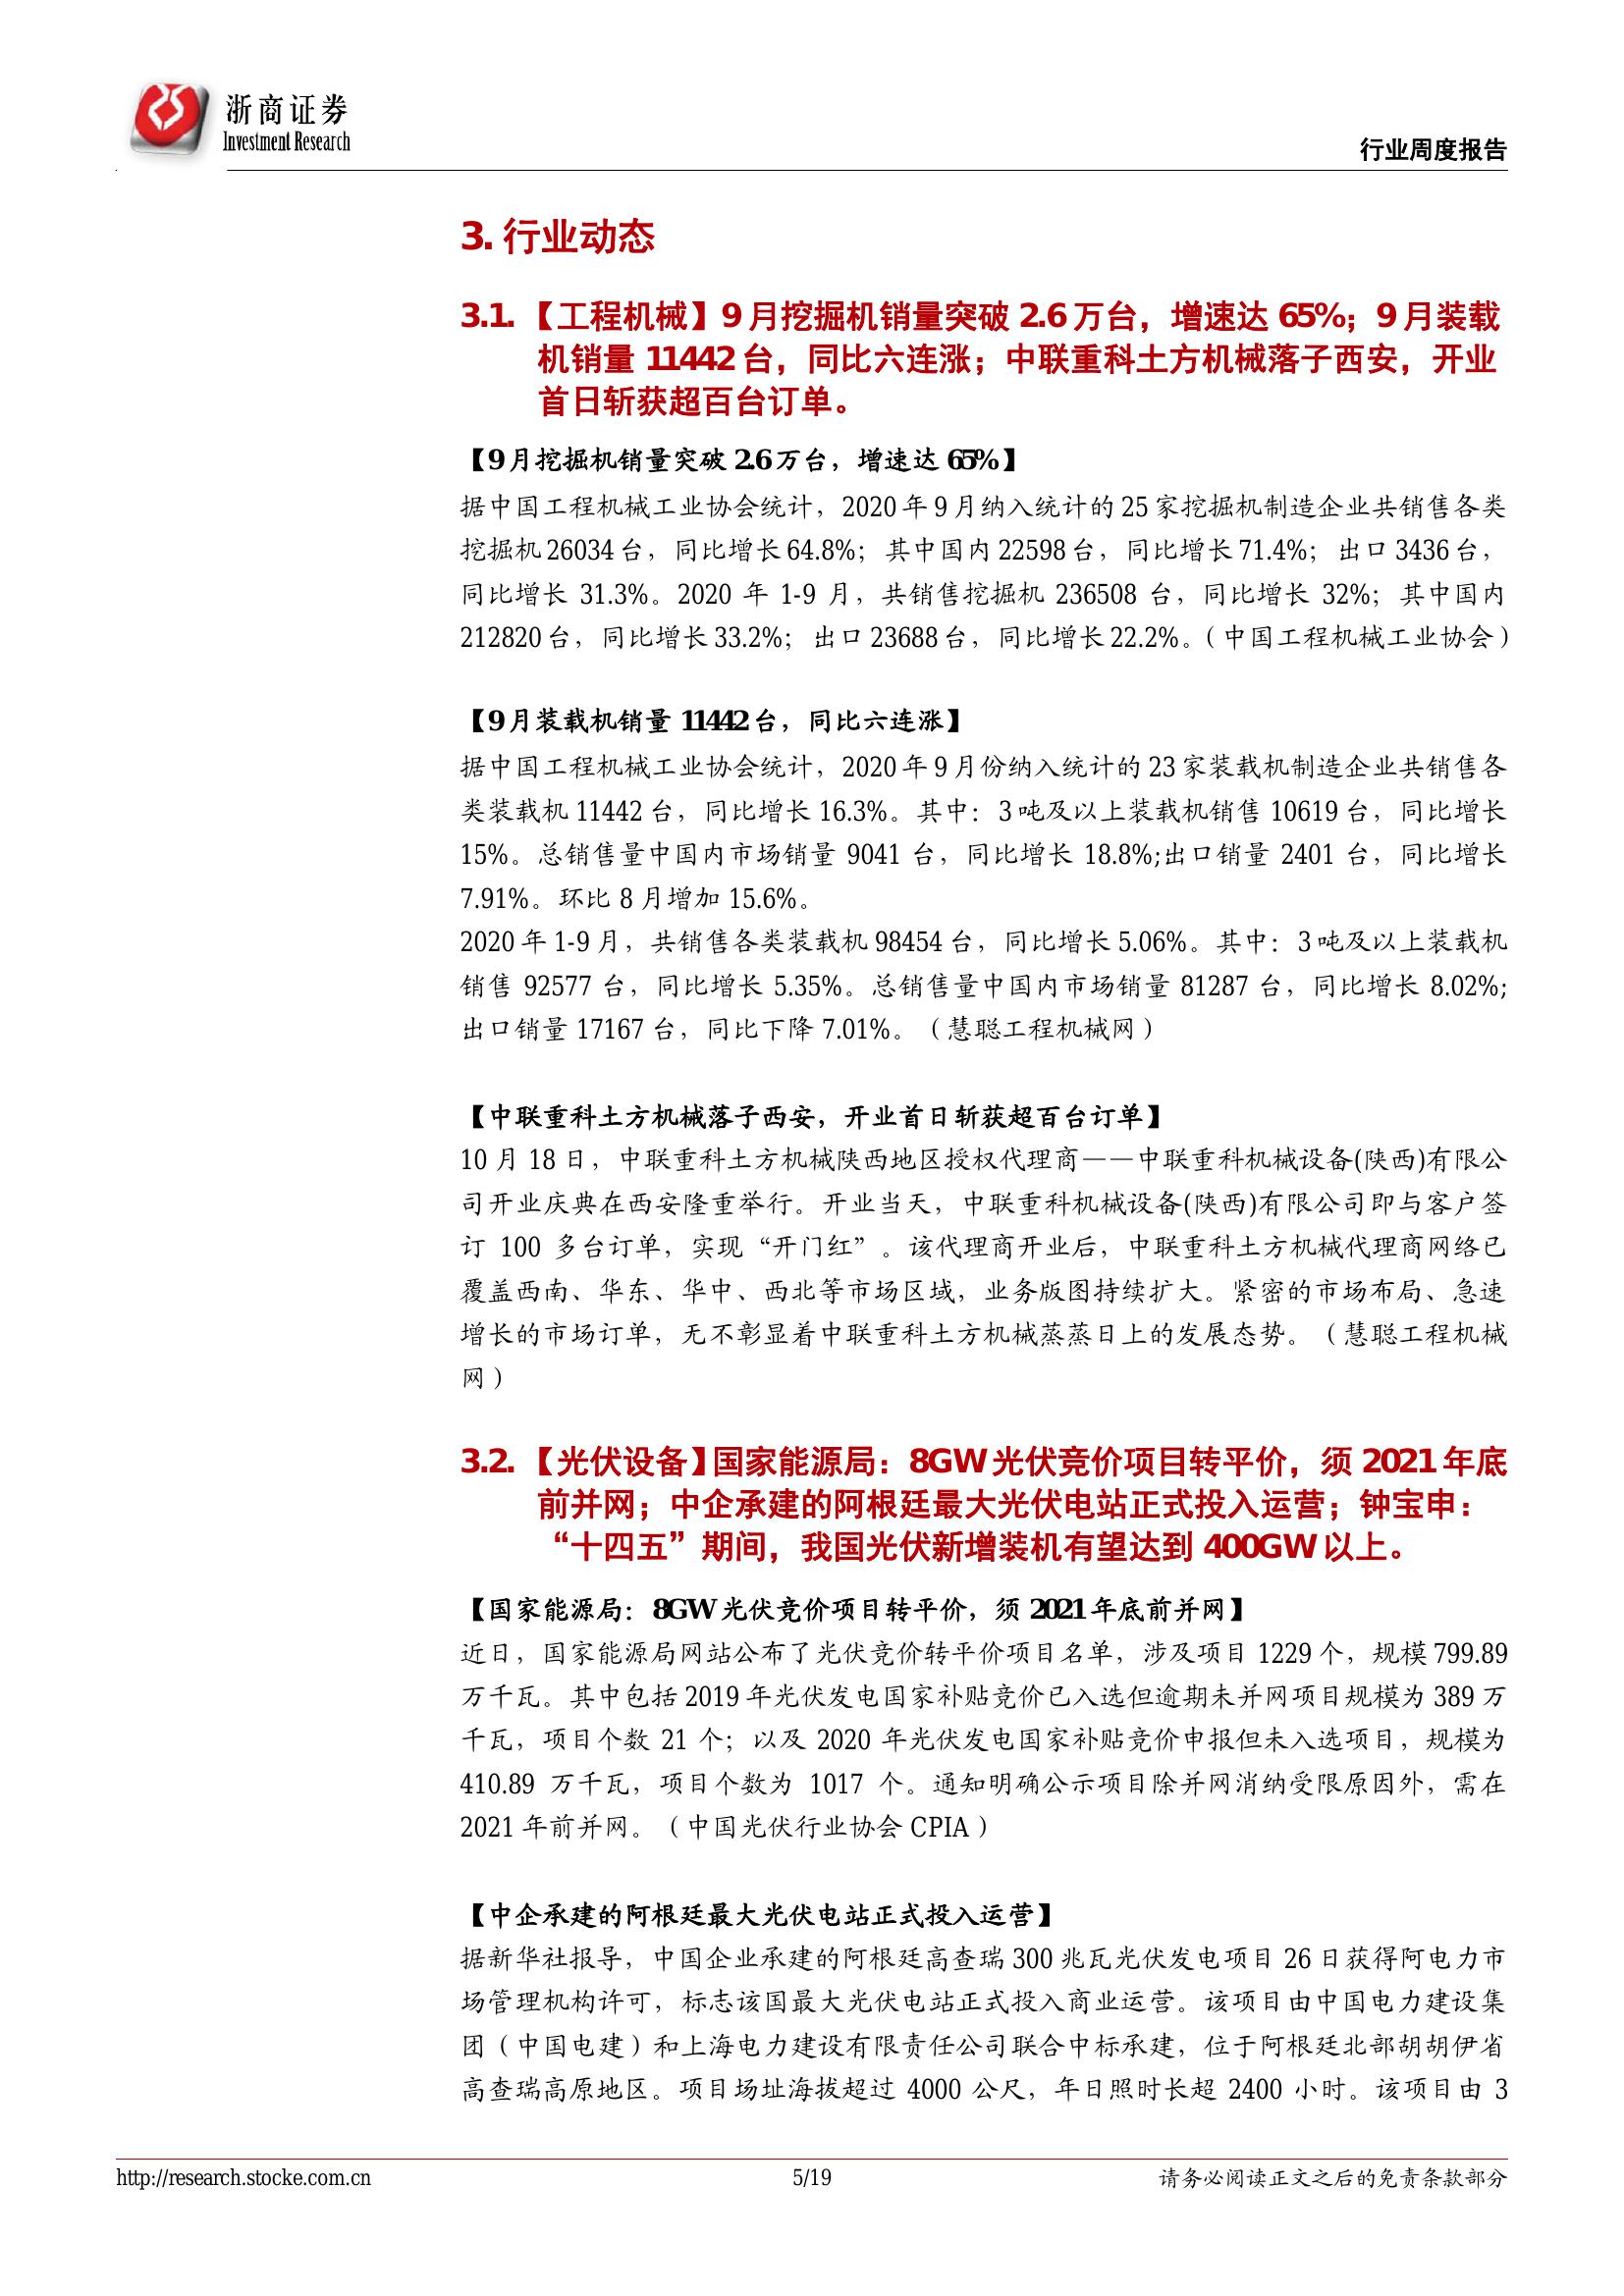 浙商证券
Investment Research
行业周度报告
3. 行业动态
3.1. 【工程机械】9 月挖掘机销量突破 2.6 万台，增速达 65%；9 月装载
机销量 11442 台，同比六连涨；中联重科土方机械落子西安，开业
首日斩获超百台订单。
【9 月挖掘机销量突破 2.6 万台，增速达 65%】
据中国工程机械工业协会统计，2020 年 9 月纳入统计的 25 家挖掘机制造企业共销售各类
挖掘机 26034 台，同比增长 64.8%；其中国内 22598 台，同比增长 71.4%；出口 3436 台，
同比增长 31.3%。2020 年 1-9 月，共销售挖掘机 236508 台，同比增长 32%；其中国内
212820 台，同比增长 33.2%；出口 23688 台，同比增长 22.2%。（中国工程机械工业协会）
【9 月装载机销量 11442 台，同比六连涨】
据中国工程机械工业协会统计，2020 年 9 月份纳入统计的 23 家装载机制造企业共销售各
类装载机 11442 台，同比增长 16.3%。其中：3 吨及以上装载机销售 10619 台，同比增长
15%。总销售量中国内市场销量 9041 台，同比增长 18.8%;出口销量 2401 台，同比增长
7.91%。环比 8 月增加 15.6%。
2020 年 1-9 月，共销售各类装载机 98454 台，同比增长 5.06%。其中：3 吨及以上装载机
销售 92577 台，同比增长 5.35%。总销售量中国内市场销量 81287 台，同比增长 8.02%;
出口销量 17167 台，同比下降 7.01%。（慧聪工程机械网）
【中联重科土方机械落子西安，开业首日斩获超百台订单】
10 月 18 日，中联重科土方机械陕西地区授权代理商——中联重科机械设备(陕西)有限公
司开业庆典在西安隆重举行。开业当天，中联重科机械设备(陕西)有限公司即与客户签
订 100 多台订单，实现“开门红”。该代理商开业后，中联重科土方机械代理商网络已
覆盖西南、华东、华中、西北等市场区域，业务版图持续扩大。紧密的市场布局、急速
增长的市场订单，无不彰显着中联重科土方机械蒸蒸日上的发展态势。（慧聪工程机械
网）
3.2. 【光伏设备】国家能源局：8GW 光伏竞价项目转平价，须 2021 年底
前并网；中企承建的阿根廷最大光伏电站正式投入运营；钟宝申：
“十四五”期间，我国光伏新增装机有望达到 400GW 以上。
【国家能源局：8GW 光伏竞价项目转平价，须 2021 年底前并网】
近日，国家能源局网站公布了光伏竞价转平价项目名单，涉及项目 1229 个，规模 799.89
万千瓦。其中包括 2019 年光伏发电国家补贴竞价已入选但逾期未并网项目规模为 389 万
千瓦，项目个数 21 个；以及 2020 年光伏发电国家补贴竞价申报但未入选项目，规模为
410.89 万千瓦，项目个数为 1017 个。通知明确公示项目除并网消纳受限原因外，需在
2021 年前并网。（中国光伏行业协会 CPIA）
【中企承建的阿根廷最大光伏电站正式投入运营】
据新华社报导，中国企业承建的阿根廷高查瑞 300 兆瓦光伏发电项目 26 日获得阿电力市
场管理机构许可，标志该国最大光伏电站正式投入商业运营。该项目由中国电力建设集
团（中国电建）和上海电力建设有限责任公司联合中标承建，位于阿根廷北部胡胡伊省
高查瑞高原地区。项目场址海拔超过 4000 公尺，年日照时长超 2400 小时。该项目由 3
http://research.stocke.com.cn
5/19
请务必阅读正文之后的免责条款部分